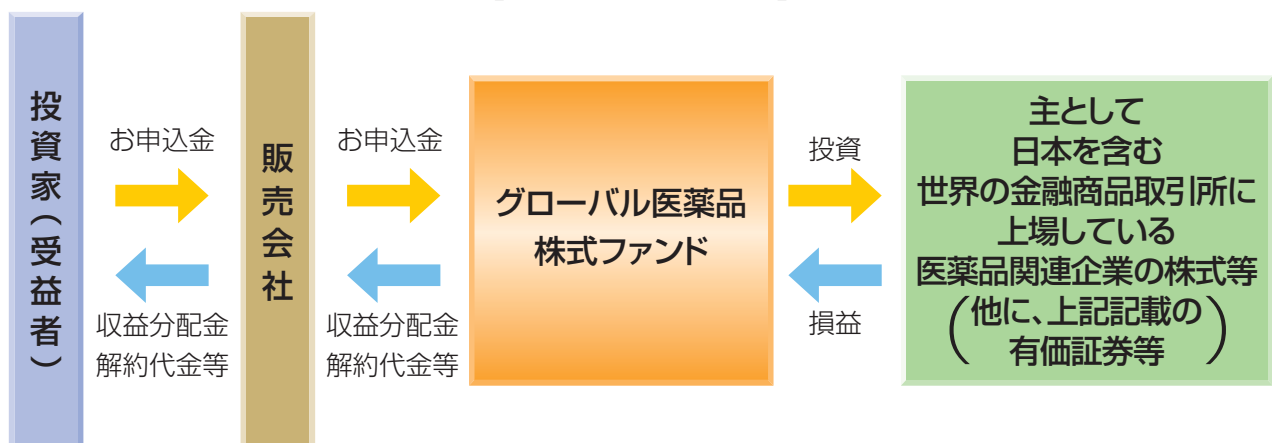 投資家（受益者）
お申込金
収益分配金
解約代金等
販売会社
お申込金
収益分配金
解約代金等
グローバル医薬品
株式ファンド
投資
損益
主として
日本を含む
世界の金融商品取引所に
上場している
医薬品関連企業の株式等
（他に、上記記載の
有価証券等）